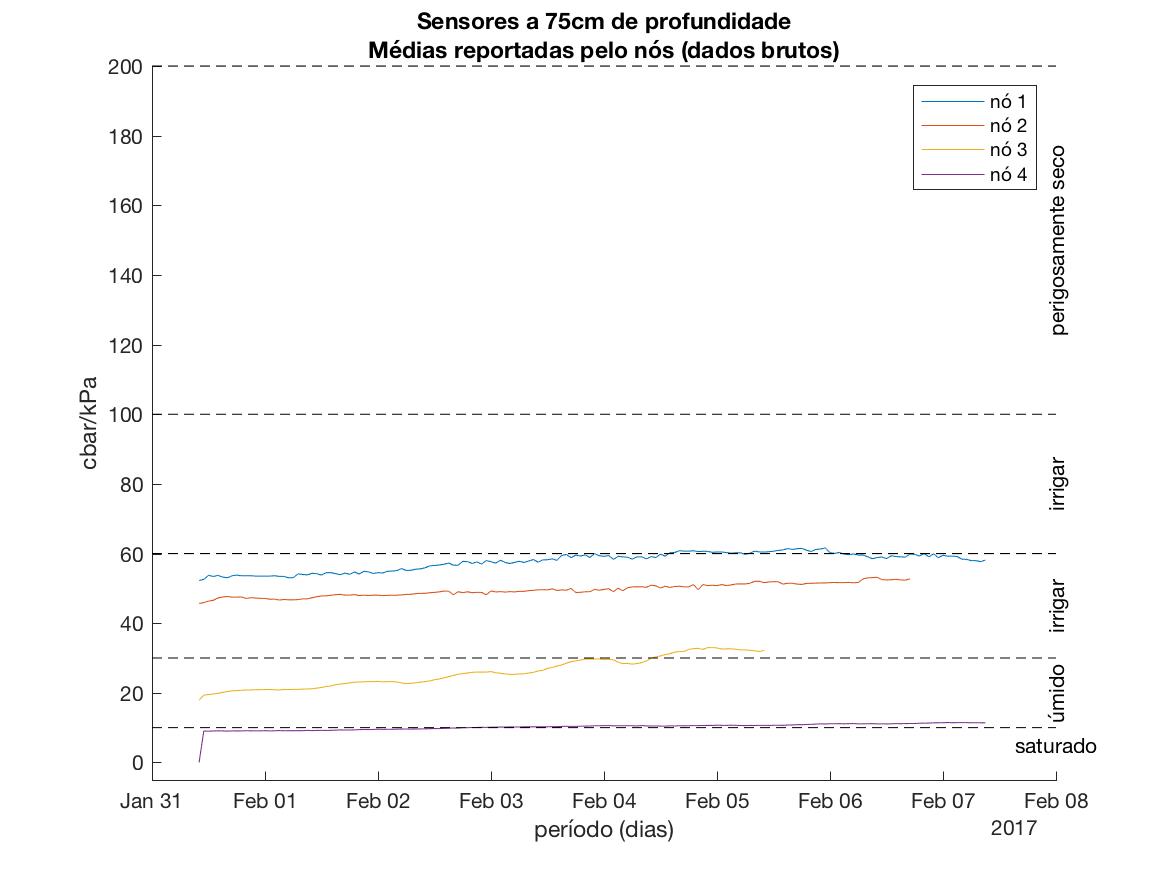 Sensores a 75cm de profundidade
Médias reportadas pelo nós (dados brutos)
200
180
160
140
120
100
80
60
40
20
0
cbar/kPa
nó 1
nó 2
nó 3
nó 4
perigosamente seco
irrigar
irrigar
úmido
saturado
Jan 31 Feb 01 Feb 02 Feb 03 Feb 04 Feb 05 Feb 06 Feb 07 Feb 08
período (dias)
2017